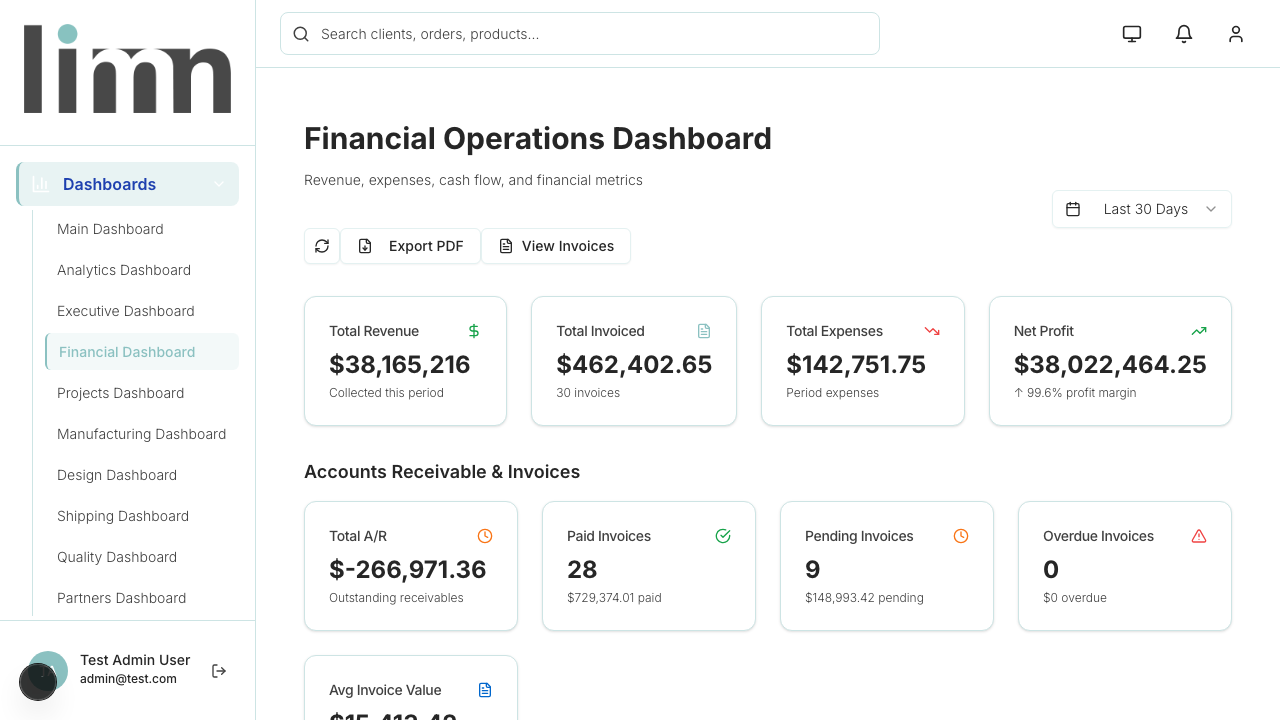 limn
Search clients, orders, products...
Dashboards
Main Dashboard
Analytics Dashboard
Executive Dashboard
Financial Dashboard
Projects Dashboard
Manufacturing Dashboard
Design Dashboard
Shipping Dashboard
Quality Dashboard
Partners Dashboard
Test Admin User
admin@test.com
Financial Operations Dashboard
Revenue, expenses, cash flow, and financial metrics
Last 30 Days
Export PDF
View Invoices
Total Revenue
$38,165,216
Collected this period
Total Invoiced
$462,402.65
30 invoices
Total Expenses
$142,751.75
Period expenses
Net Profit
$38,022,464.25
↑ 99.6% profit margin
Accounts Receivable & Invoices
Total A/R
$-266,971.36
Outstanding receivables
Paid Invoices
28
$729,374.01 paid
Pending Invoices
9
$148,993.42 pending
Overdue Invoices
0
$0 overdue
Avg Invoice Value